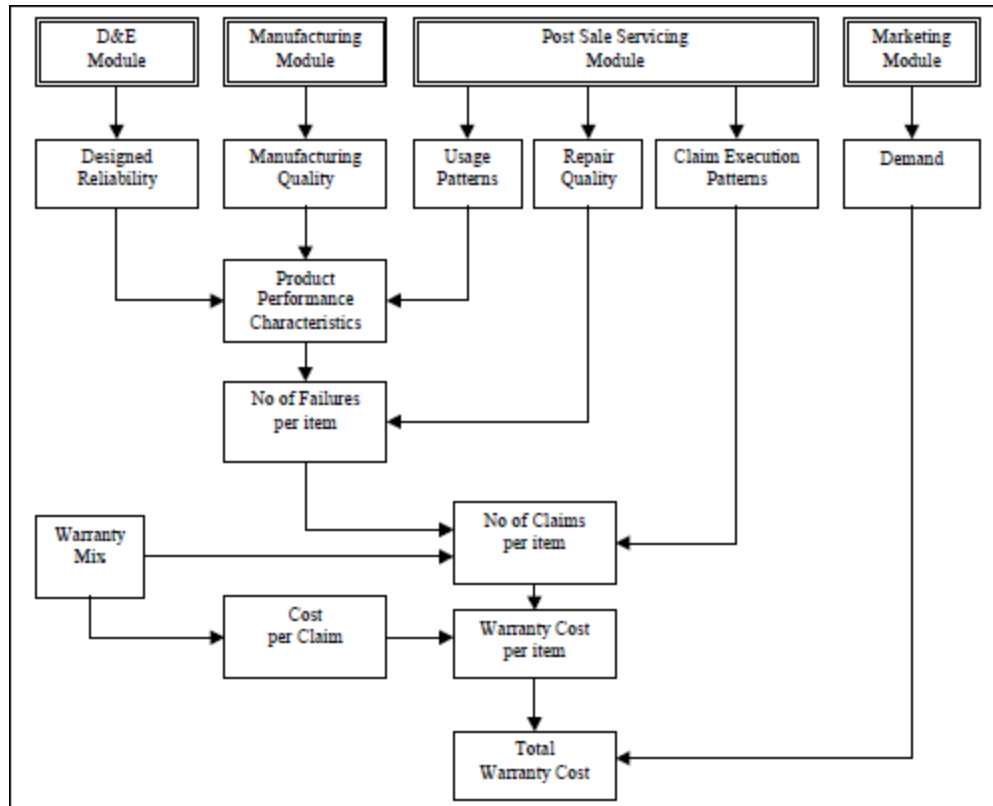 D&E
Module
Manufacturing
Module
Post Sale Servicing
Module
Marketing
Module
Designed
Reliability
Manufacturing
Quality
Usage
Patterns
Repair
Quality
Claim Execution
Patterns
Demand
Product
Performance
Characteristics
No of Failures
per item
No of Claims
per item
Warranty
Mix
Cost
per Claim
Warranty Cost
per item
Total
Warranty Cost